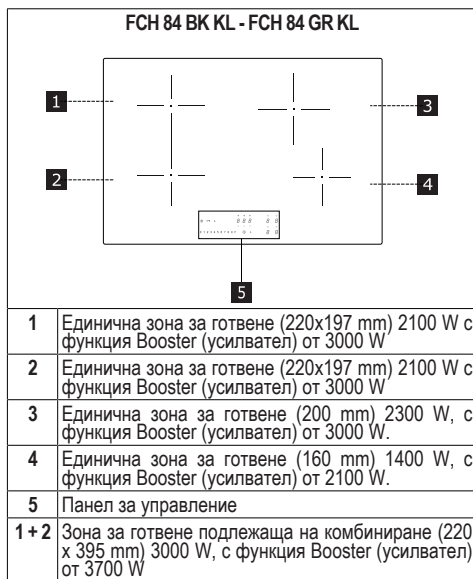 FCH 84 BK KL - FCH 84 GR KL
1
3
2
4
5
1 Единична зона за готвене (220x197 mm) 2100 W с
функция Booster (усилвател) от 3000 W
2 Единична зона за готвене (220x197 mm) 2100 W с
функция Booster (усилвател) от 3000 W
3 Единична зона за готвене (200 mm) 2300 W, с
функция Booster (усилвател) от 3000 W.
4 Единична зона за готвене (160 mm) 1400 W, с
функция Booster (усилвател) от 2100 W.
5 Панел за управление
1 + 2 Зона за готвене подлежаща на комбиниране (220
x 395 mm) 3000 W, с функция Booster (усилвател)
от 3700 W